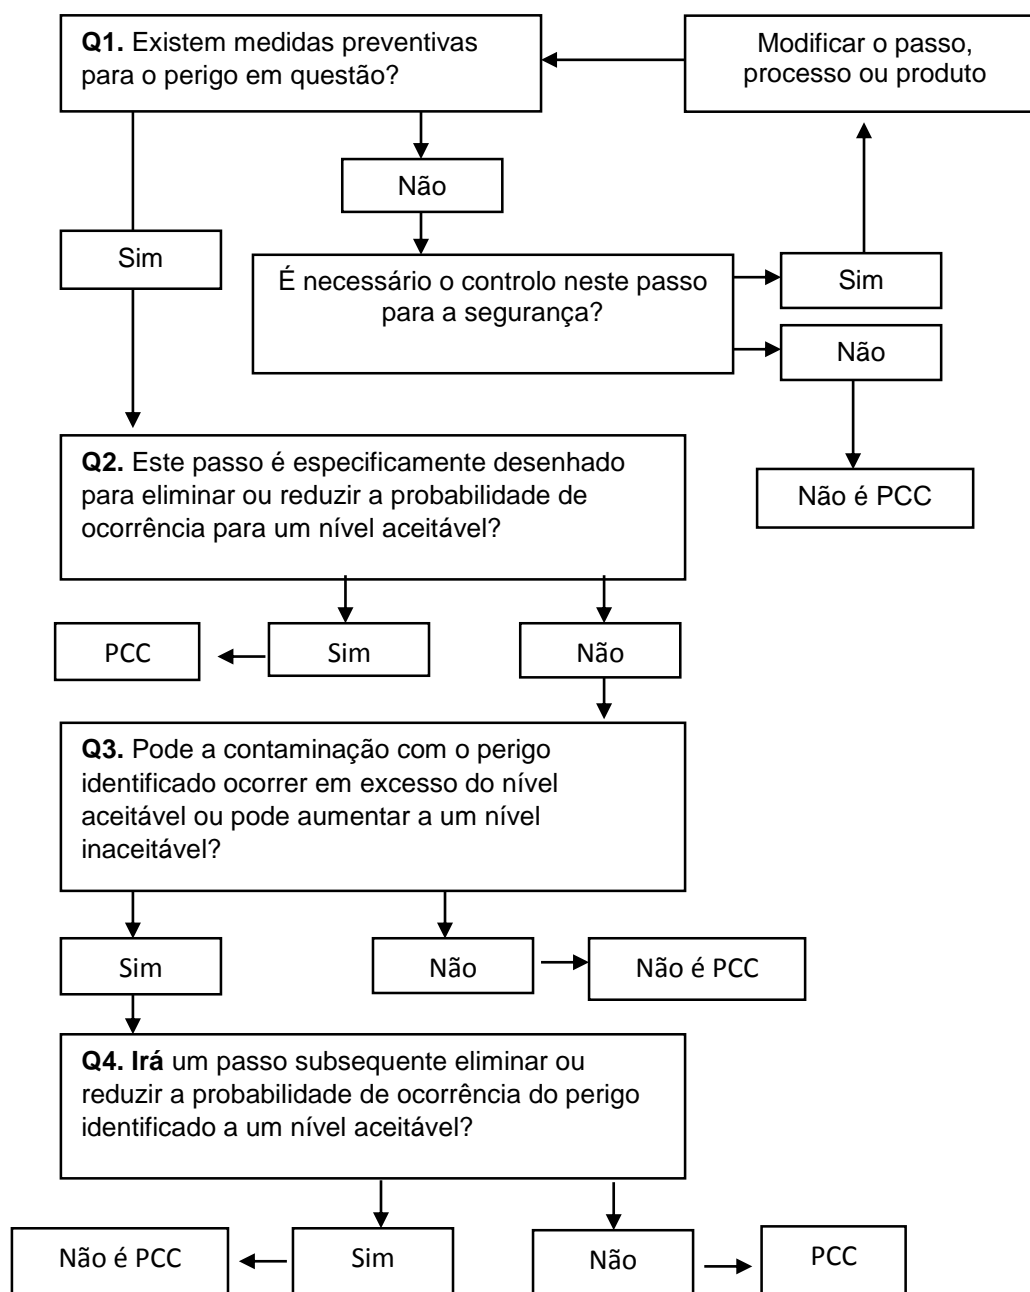 Q1. Existem medidas preventivas
para o perigo em questão?
Modificar o passo,
processo ou produto
Não
Sim
É necessário o controlo neste passo
para a segurança?
Sim
Não
Não é PCC
Q2. Este passo é especificamente desenhado
para eliminar ou reduzir a probabilidade de
ocorrência para um nível aceitável?
PCC
Sim
Não
Q3. Pode a contaminação com o perigo
identificado ocorrer em excesso do nível
aceitável ou pode aumentar a um nível
inaceitável?
Sim
Não
Não é PCC
Q4. Irá um passo subsequente eliminar ou
reduzir a probabilidade de ocorrência do perigo
identificado a um nível aceitável?
Não é PCC
Sim
Não
PCC